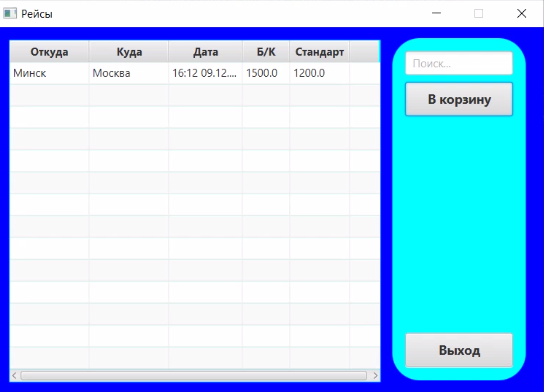 Рейсы
Откуда Куда Дата Б/К Стандарт
Минск Москва 16:12 09.12.... 1500.0 1200.0
Поиск...
В корзину
Выход